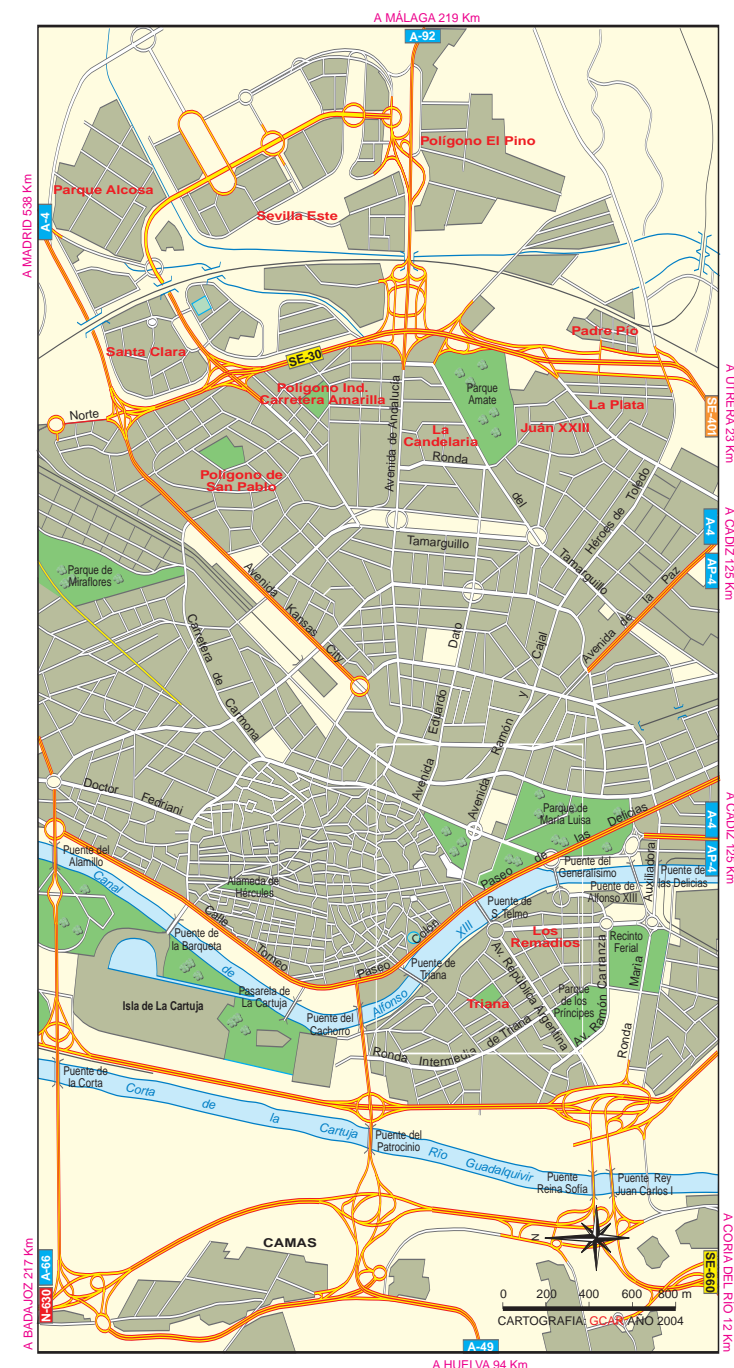 A MÁLAGA 219 Km
A-92
Polígono El Pino
Parque Alcosa
Sevilla Este
A MADRID 538 Km
A-4
Padre Pío
Santa Clara
SE-30
Polígono Ind.
Carretera Amarilla
Parque
Amate
La Plata
A UTRERA 23 Km
SE-401
Norte
Avenida de Andalucía
La
Candelaria
Juán XXIII
Ronda
del
Tamarguillo
Polígono de
San Pablo
Héroes de Toledo
Tamarguillo
A-4
AP-4
A CADIZ 125 Km
Parque de
Miraflores
Avenida Kansas City
Avenida de la Paz
Carretera de Carmona
Avenida Eduardo Dato
Avenida Ramón y Cajal
Doctor Fedriani
Parque de
María Luisa
Paseo de las Delicias
A-4
AP-4
A CADIZ 125 Km
Puente del
Alamillo
Canal de Alfonso XIII
Alameda de
Hércules
Puente del
Generalísimo
Puente de
Alfonso XIII
Puente de
las Delicias
Ronda María Auxiliadora
Calle Torneo
Puente de
la Barqueta
Paseo Colón
Puente de
S. Telmo
Los
Remadios
Recinto
Ferial
Isla de La Cartuja
Pasarela de
La Cartuja
Puente del
Cachorro
Puente de
Triana
Triana
Av. República Argentina
Parque
de los
Príncipes
Av. Ramón Carranza
Ronda Intermedia de Triana
Puente de
la Corta
Corta de la Cartuja
Puente del
Patrocinio
Río Guadalquivir
Puente
Reina Sofía
Puente Rey
Juan Carlos I
CAMAS
N
A BADAJOZ 217 Km
A-66
N-630
A CORIA DEL RÍO 12 Km
SE-660
0 200 400 600 800 m
CARTOGRAFIA: GCAR AÑO 2004
A-49
A HUELVA 94 Km